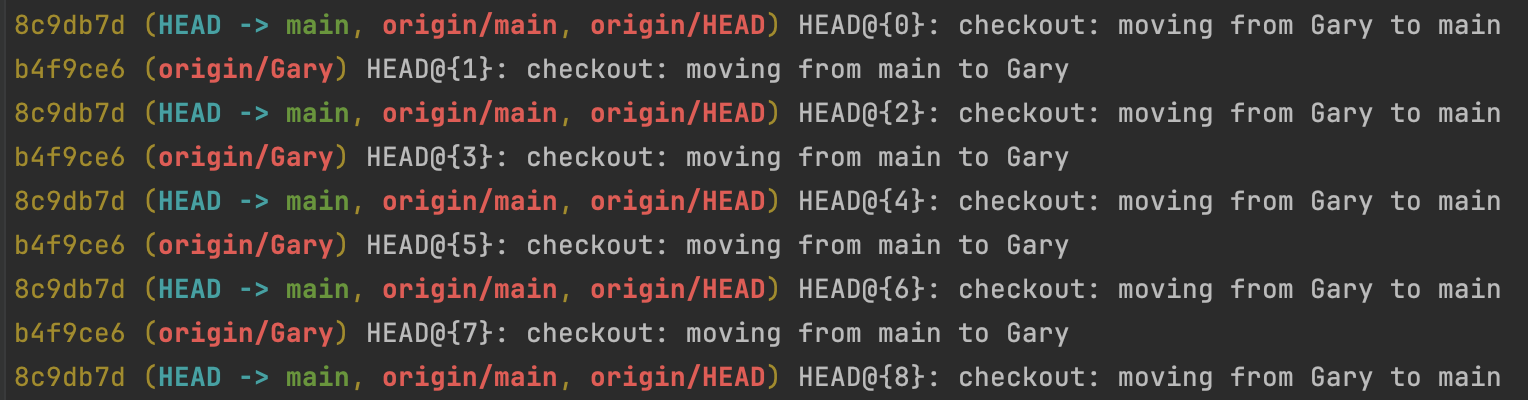 8c9db7d (HEAD -> main, origin/main, origin/HEAD) HEAD@{0}: checkout: moving from Gary to main
b4f9ce6 (origin/Gary) HEAD@{1}: checkout: moving from main to Gary
8c9db7d (HEAD -> main, origin/main, origin/HEAD) HEAD@{2}: checkout: moving from Gary to main
b4f9ce6 (origin/Gary) HEAD@{3}: checkout: moving from main to Gary
8c9db7d (HEAD -> main, origin/main, origin/HEAD) HEAD@{4}: checkout: moving from Gary to main
b4f9ce6 (origin/Gary) HEAD@{5}: checkout: moving from main to Gary
8c9db7d (HEAD -> main, origin/main, origin/HEAD) HEAD@{6}: checkout: moving from Gary to main
b4f9ce6 (origin/Gary) HEAD@{7}: checkout: moving from main to Gary
8c9db7d (HEAD -> main, origin/main, origin/HEAD) HEAD@{8}: checkout: moving from Gary to main